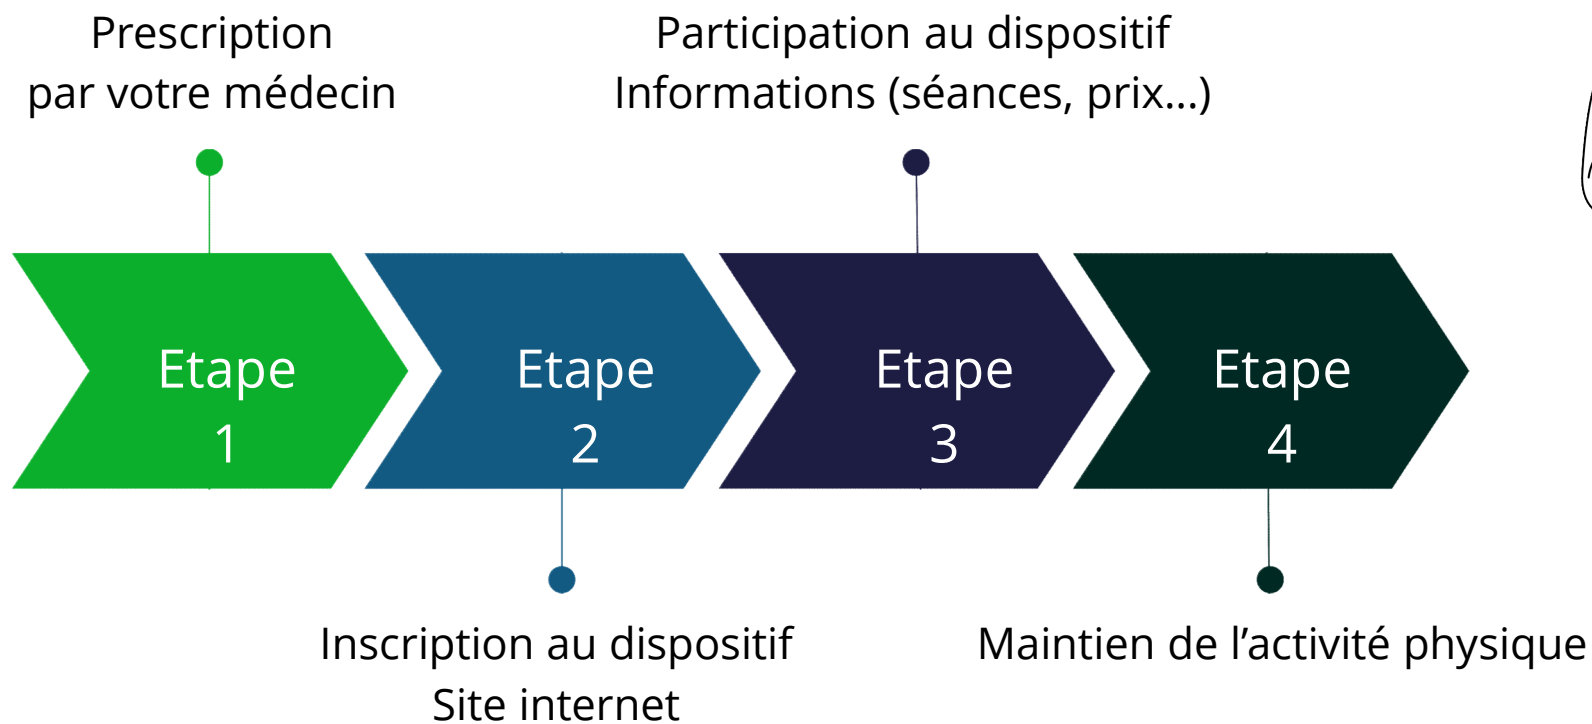 Prescription
par votre médecin
Participation au dispositif
Informations (séances, prix...)
Etape
1
Etape
2
Etape
3
Etape
4
Inscription au dispositif
Site internet
Maintien de l’activité physique